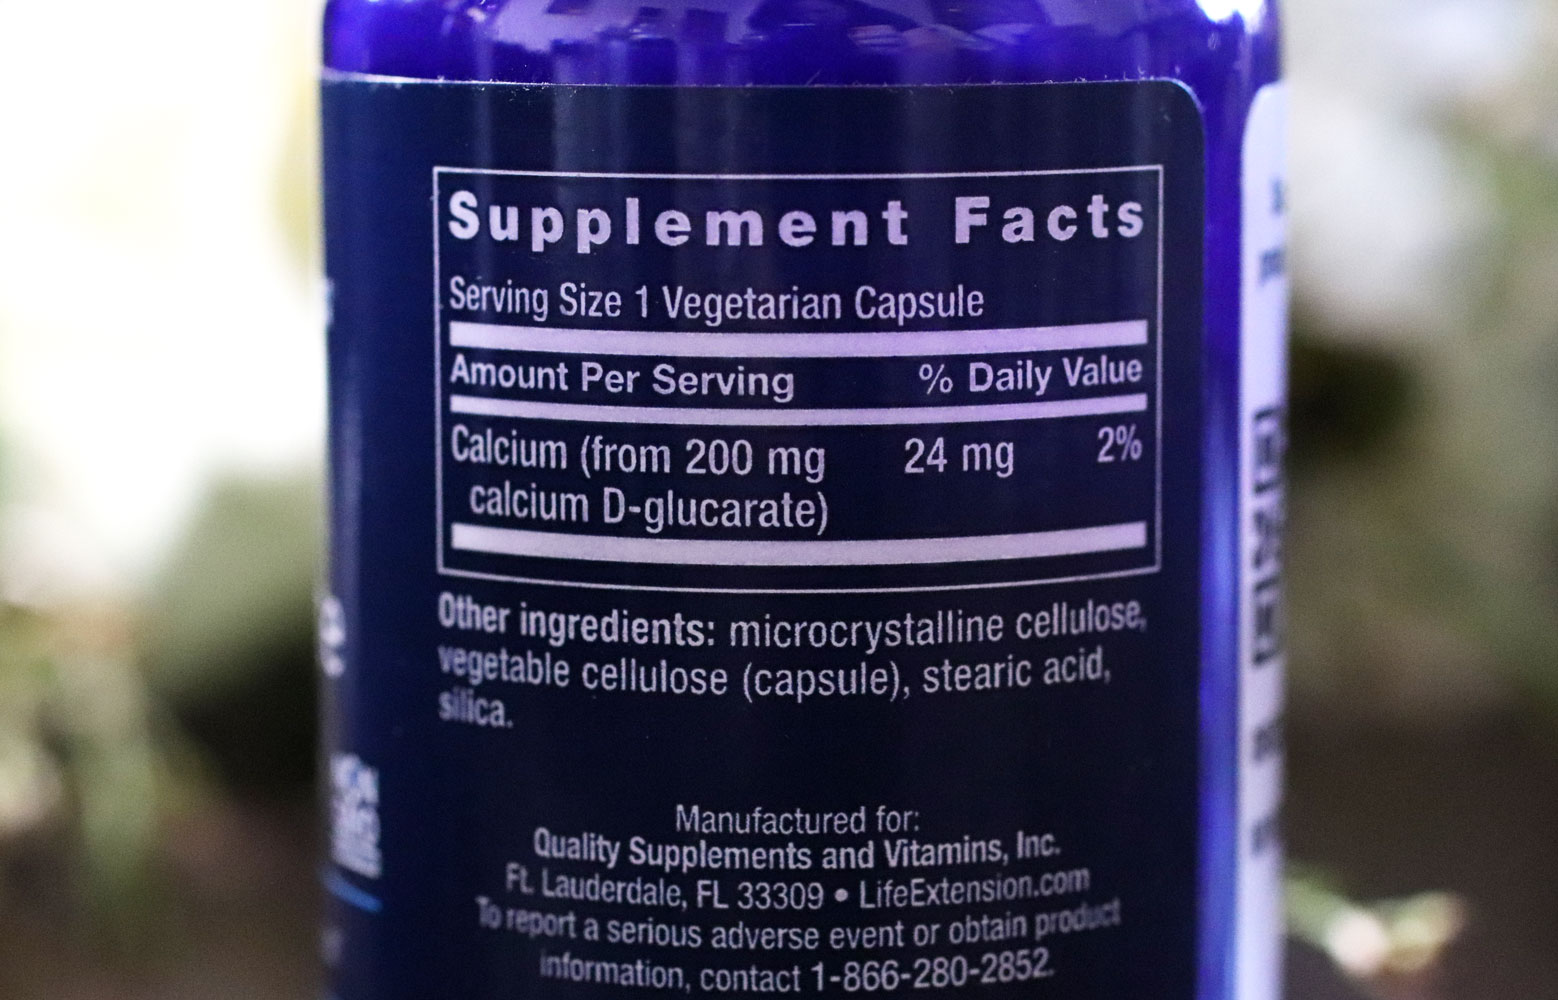 Supplement Facts
Serving Size 1 Vegetarian Capsule
Amount Per Serving % Daily Value
Calcium (from 200 mg 24 mg 2%
calcium D-glucarate)
Other ingredients: microcrystalline cellulose,
vegetable cellulose (capsule), stearic acid,
silica.
Manufactured for:
Quality Supplements and Vitamins, Inc.
Ft. Lauderdale, FL 33309 • LifeExtension.com
To report a serious adverse event or obtain product
information, contact 1-866-280-2852.